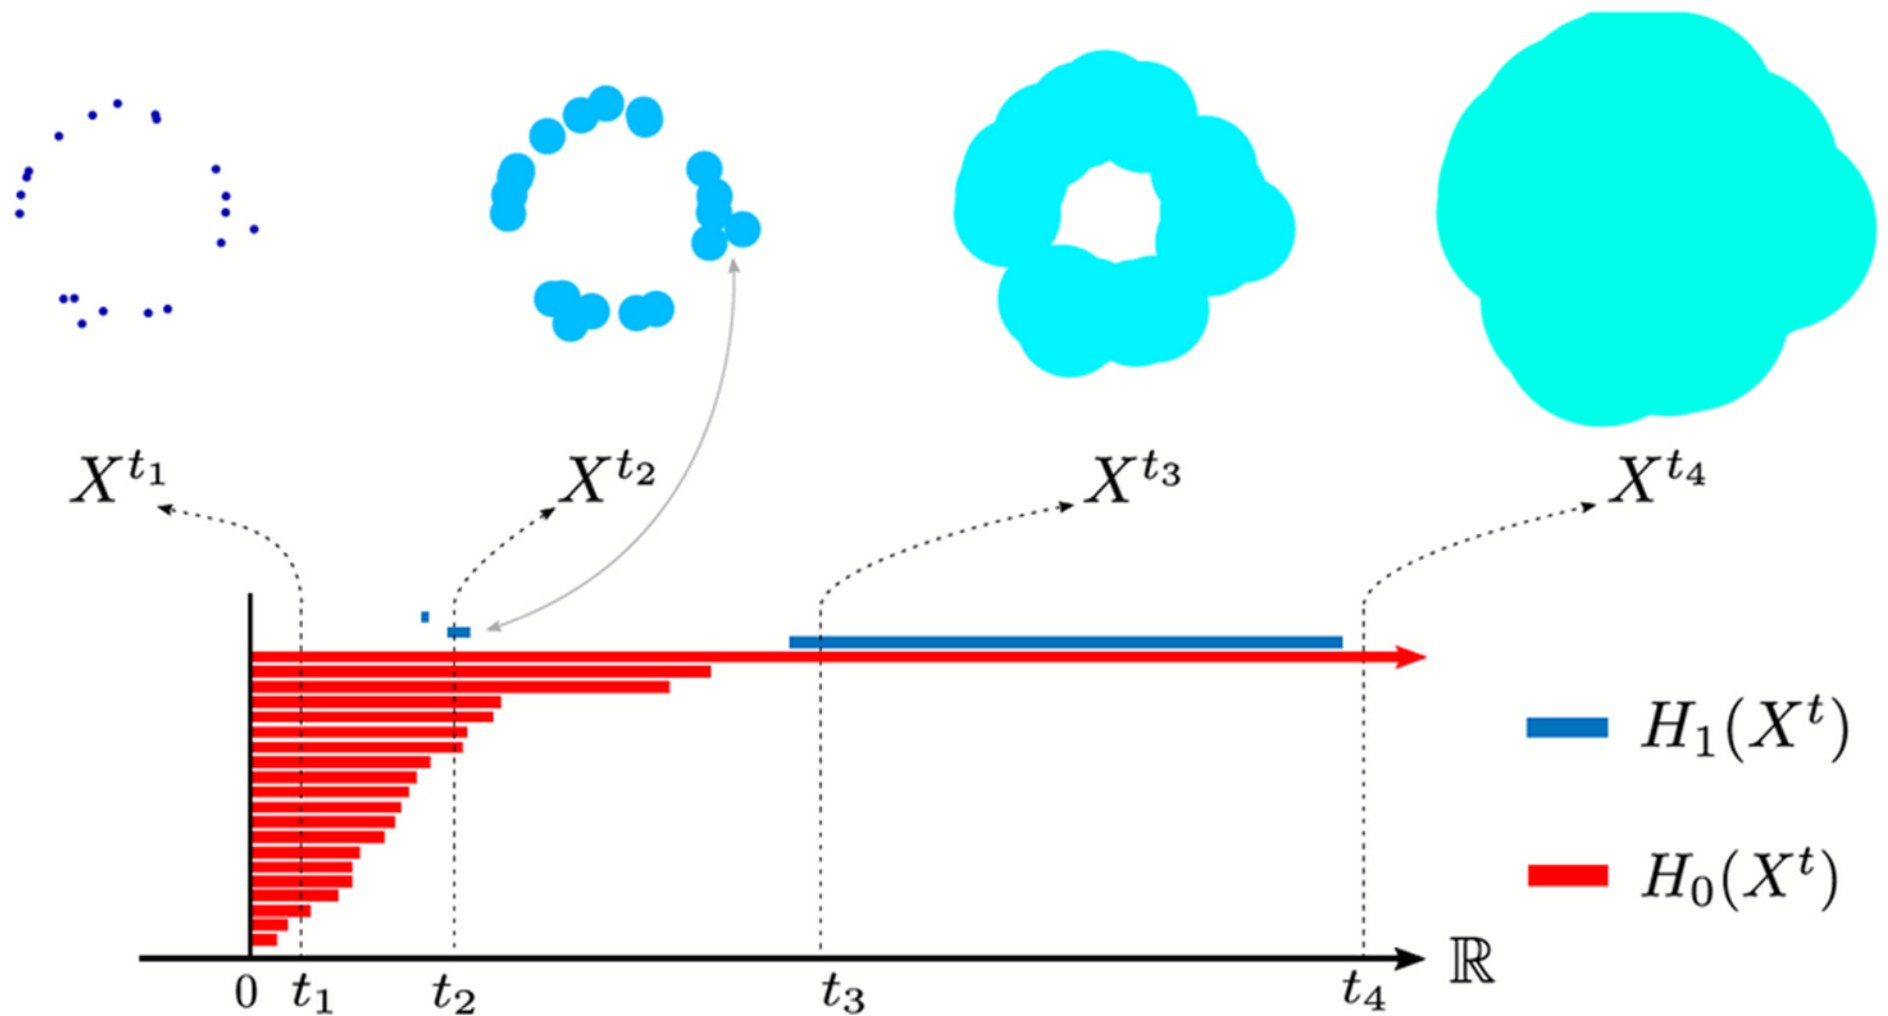 X^{t_1} X^{t_2} X^{t_3} X^{t_4}
H_1(X^t)
H_0(X^t)
ℝ
0 t_1 t_2 t_3 t_4